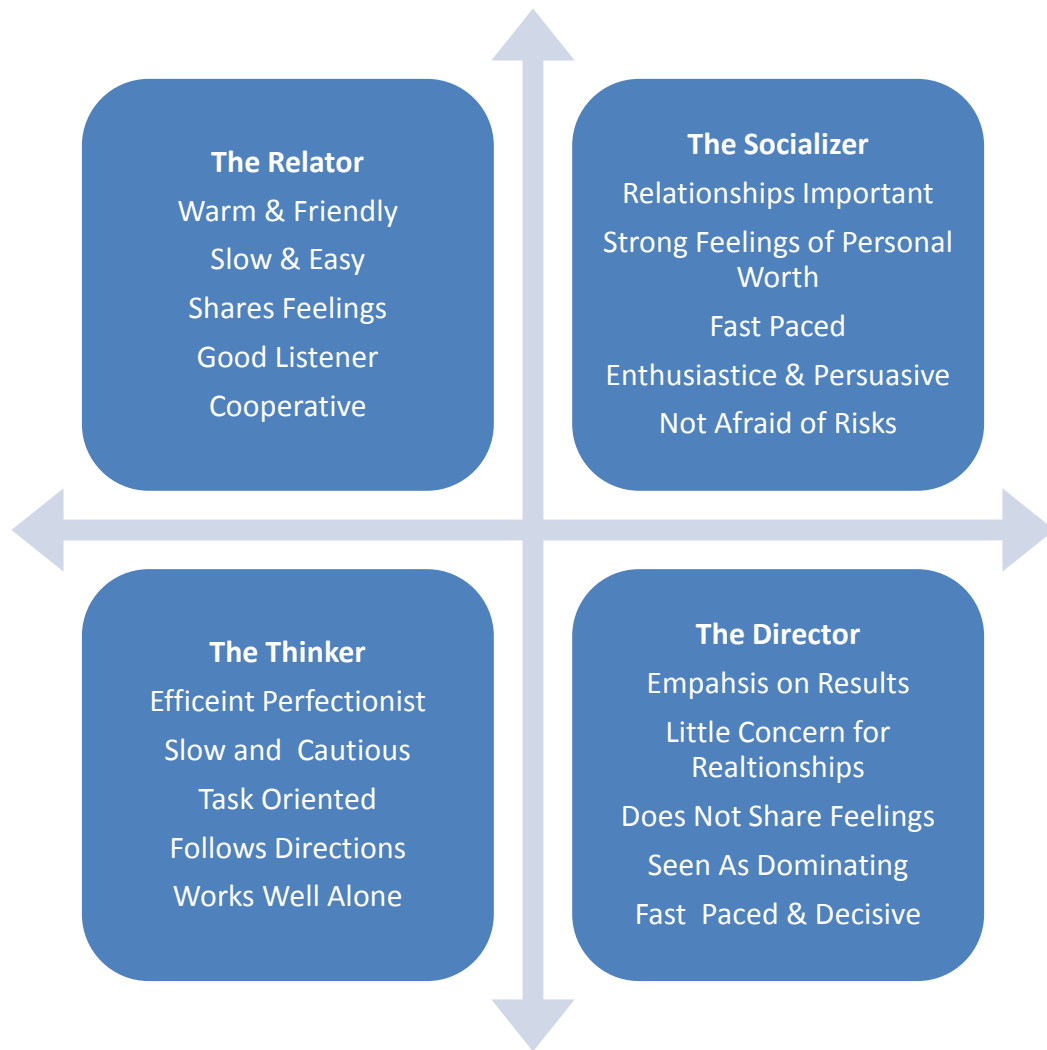 The Relator
Warm & Friendly
Slow & Easy
Shares Feelings
Good Listener
Cooperative
The Socializer
Relationships Important
Strong Feelings of Personal
Worth
Fast Paced
Enthusiastice & Persuasive
Not Afraid of Risks
The Thinker
Efficeint Perfectionist
Slow and  Cautious
Task Oriented
Follows Directions
Works Well Alone
The Director
Empahsis on Results
Little Concern for
Realtionships
Does Not Share Feelings
Seen As Dominating
Fast  Paced & Decisive